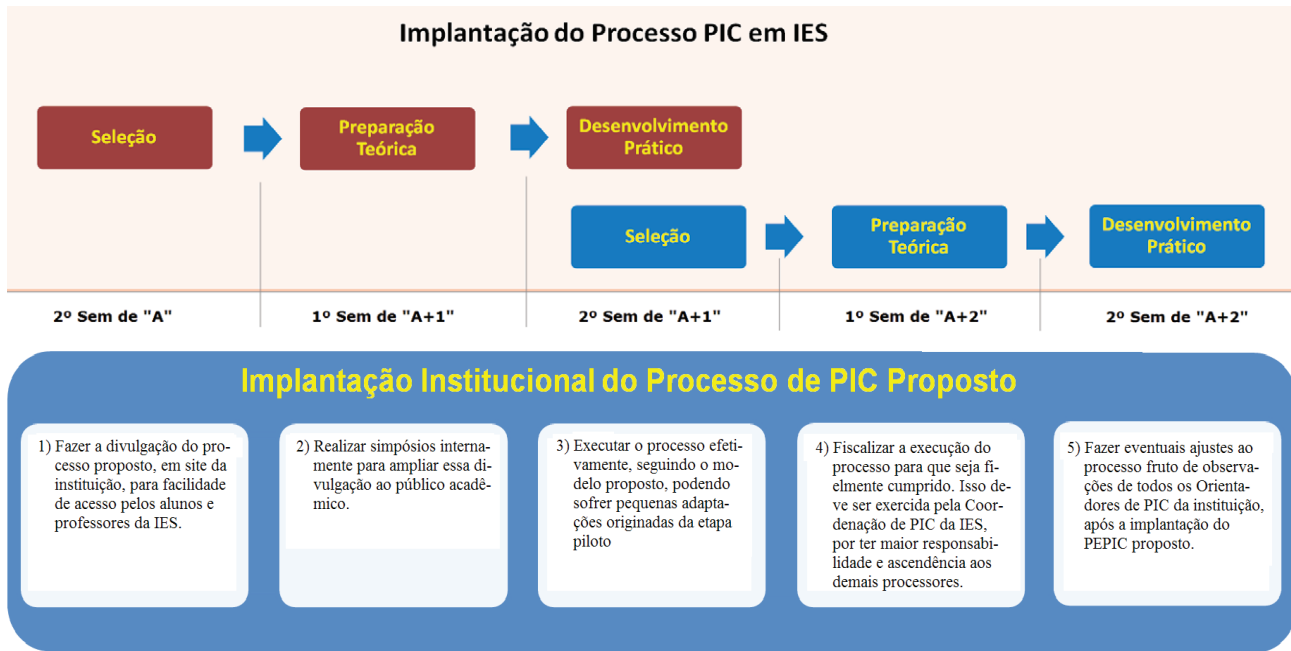 Implantação do Processo PIC em IES
Seleção
Preparação
Teórica
Desenvolvimento
Prático
Seleção
Preparação
Teórica
Desenvolvimento
Prático
2º Sem de "A"
1º Sem de "A+1"
2º Sem de "A+1"
1º Sem de "A+2"
2º Sem de "A+2"
Implantação Institucional do Processo de PIC Proposto
1) Fazer a divulgação do pro-
cesso proposto, em site da
instituição, para facilidade
de acesso pelos alunos e
professores da IES.
2) Realizar simpósios interna-
mente para ampliar essa di-
vulgação ao público acadê-
mico.
3) Executar o processo efeti-
vamente, seguindo o mo-
delo proposto, podendo
sofrer pequenas adapta-
ções originadas da etapa
piloto
4) Fiscalizar a execução do
processo para que seja fi-
elmente cumprido. Isso de-
ve ser exercida pela Coor-
denação de PIC da IES,
por ter maior responsabi-
lidade e ascendência aos
demais processores.
5) Fazer eventuais ajustes ao
processo fruto de observa-
ções de todos os Orienta-
dores de PIC da instituição,
após a implantação do
PEPIC proposto.